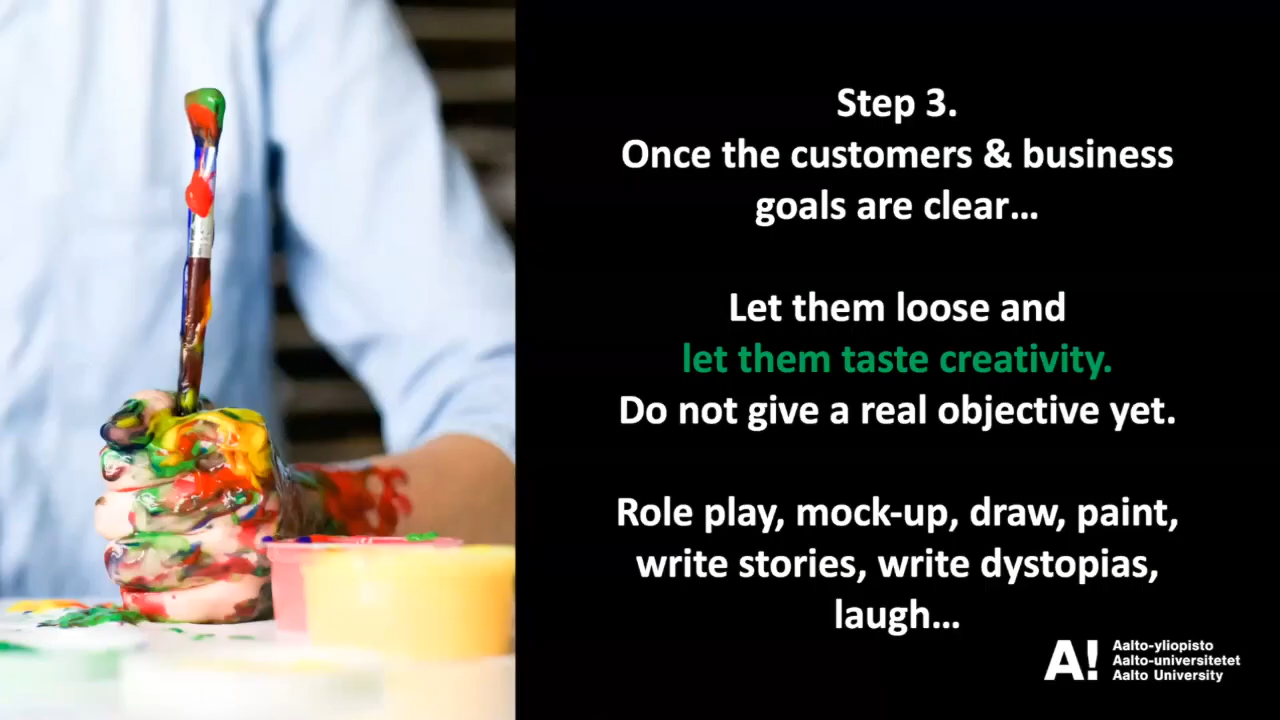 Step 3.
Once the customers & business
goals are clear…
Let them loose and
let them taste creativity.
Do not give a real objective yet.
Role play, mock-up, draw, paint,
write stories, write dystopias,
laugh…
A! Aalto-yliopisto
Aalto-universitetet
Aalto University